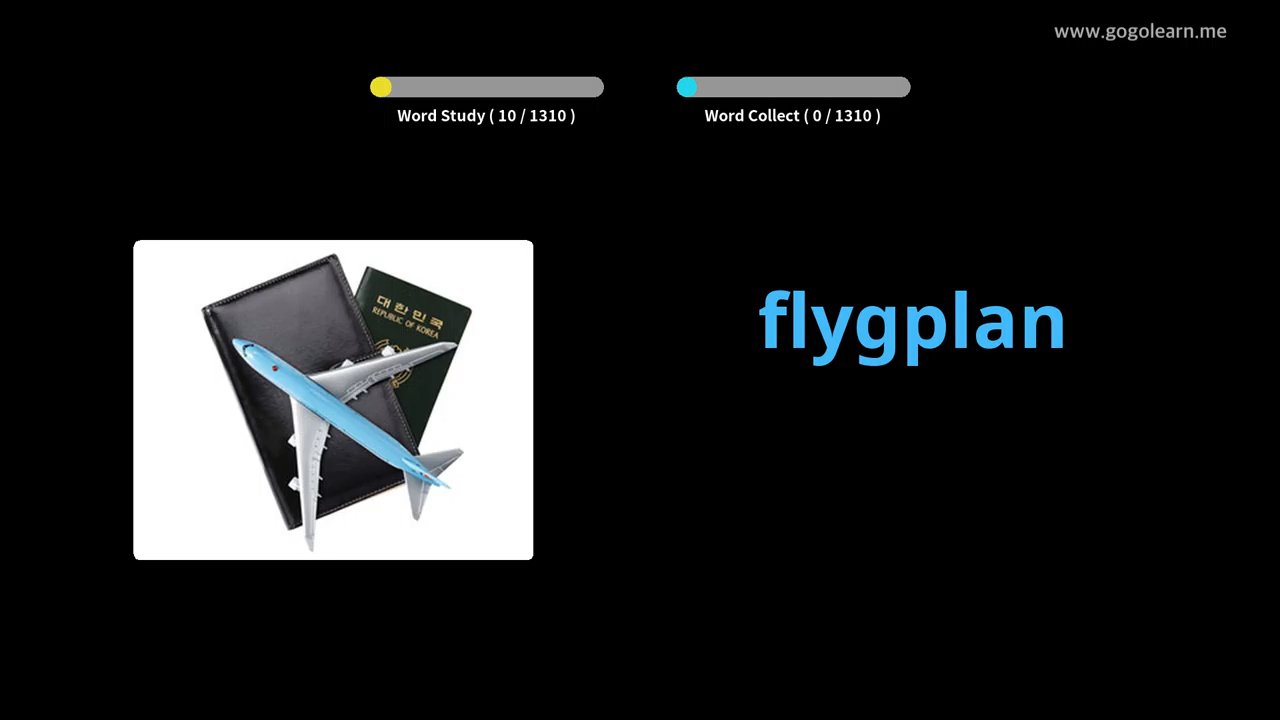 www.gogolearn.me
Word Study ( 10 / 1310 )
Word Collect ( 0 / 1310 )
대한민국
REPUBLIC OF KOREA
flygplan